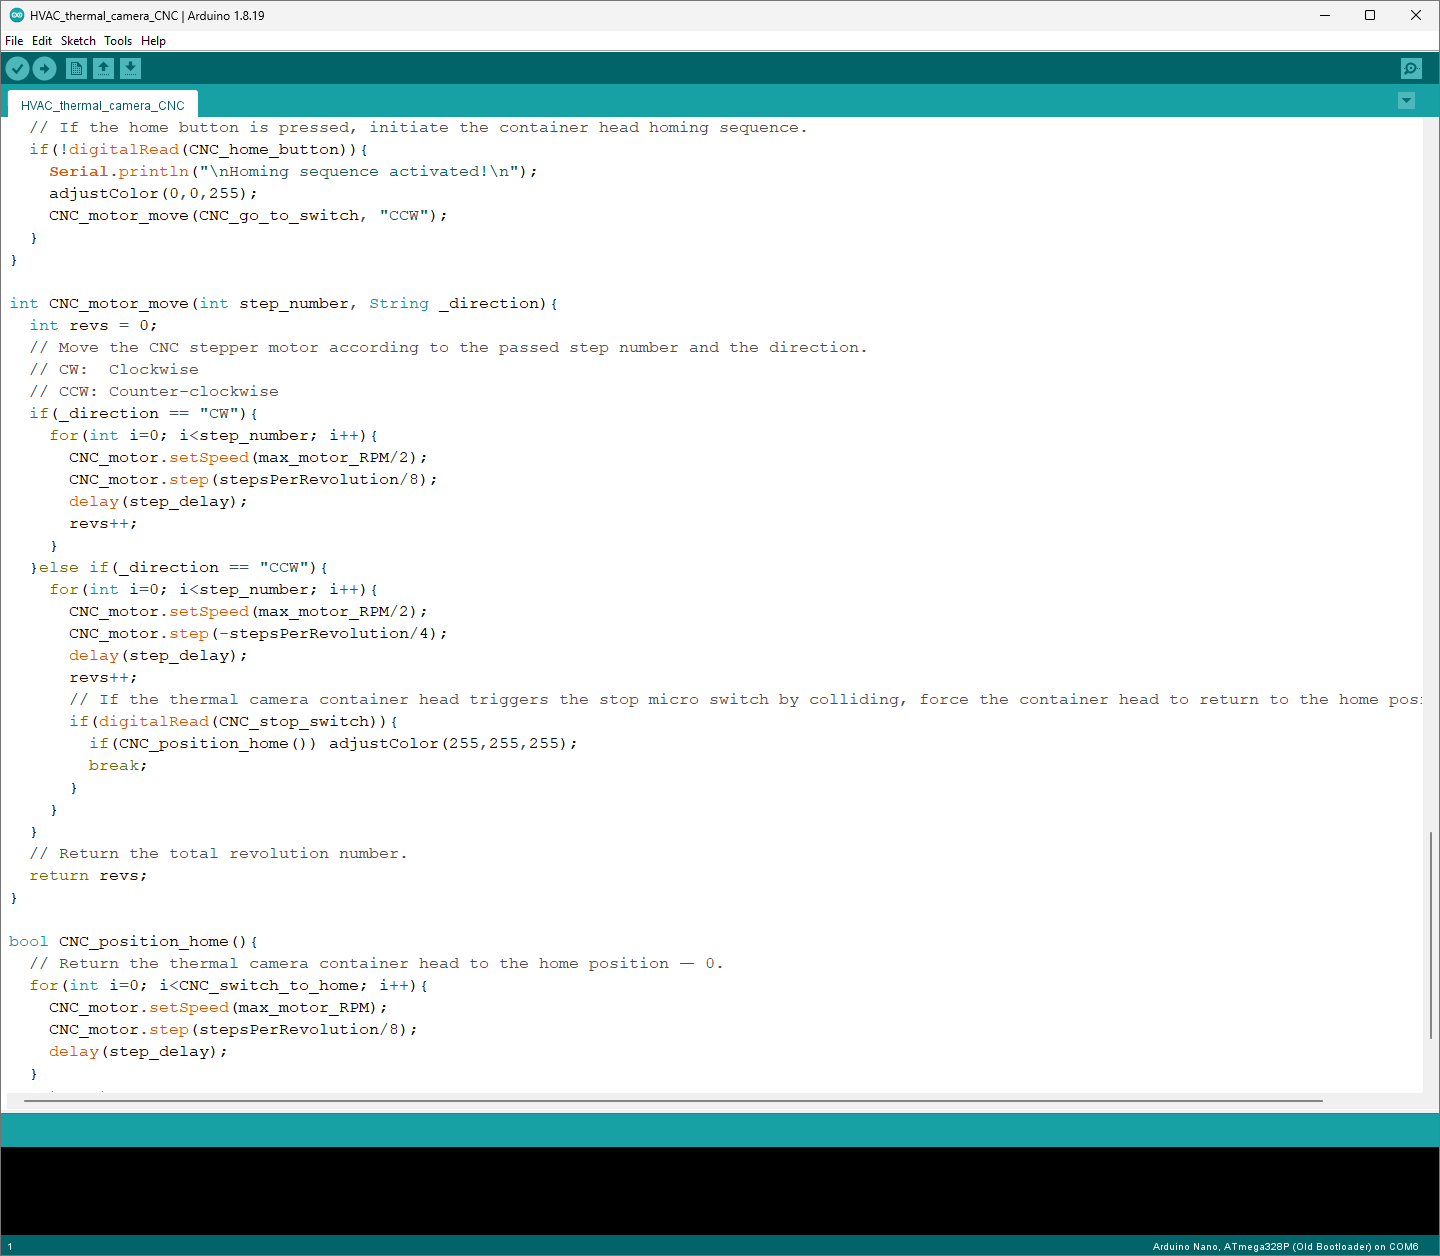 HVAC_thermal_camera_CNC | Arduino 1.8.19
File Edit Sketch Tools Help
HVAC_thermal_camera_CNC
  // If the home button is pressed, initiate the container head homing sequence.
  if(!digitalRead(CNC_home_button)){
    Serial.println("\nHoming sequence activated!\n");
    adjustColor(0,0,255);
    CNC_motor_move(CNC_go_to_switch, "CCW");
  }
}
int CNC_motor_move(int step_number, String _direction){
  int revs = 0;
  // Move the CNC stepper motor according to the passed step number and the direction.
  // CW:  Clockwise
  // CCW: Counter-clockwise
  if(_direction == "CW"){
    for(int i=0; i<step_number; i++){
      CNC_motor.setSpeed(max_motor_RPM/2);
      CNC_motor.step(stepsPerRevolution/8);
      delay(step_delay);
      revs++;
    }
  }else if(_direction == "CCW"){
    for(int i=0; i<step_number; i++){
      CNC_motor.setSpeed(max_motor_RPM/2);
      CNC_motor.step(-stepsPerRevolution/4);
      delay(step_delay);
      revs++;
      // If the thermal camera container head triggers the stop micro switch by colliding, force the container head to return to the home pos
      if(digitalRead(CNC_stop_switch)){
        if(CNC_position_home()) adjustColor(255,255,255);
        break;
      }
    }
  }
  // Return the total revolution number.
  return revs;
}
bool CNC_position_home(){
  // Return the thermal camera container head to the home position — 0.
  for(int i=0; i<CNC_switch_to_home; i++){
    CNC_motor.setSpeed(max_motor_RPM);
    CNC_motor.step(stepsPerRevolution/8);
    delay(step_delay);
  }
1
Arduino Nano, ATmega328P (Old Bootloader) on COM6